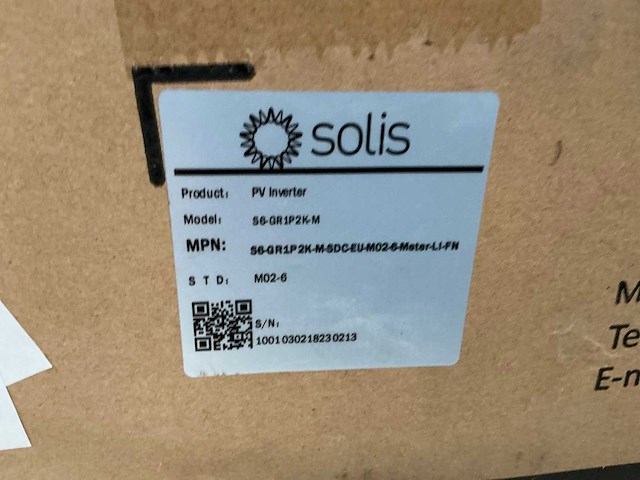 solis
Product: PV Inverter
Model: S6-GR1P2K-M
MPN: S6-GR1P2K-M-SDC-EU-M02-6-Meter-LI-FN
S T D: M02-6
S/N:
1001030218230213
M
Te
E-n